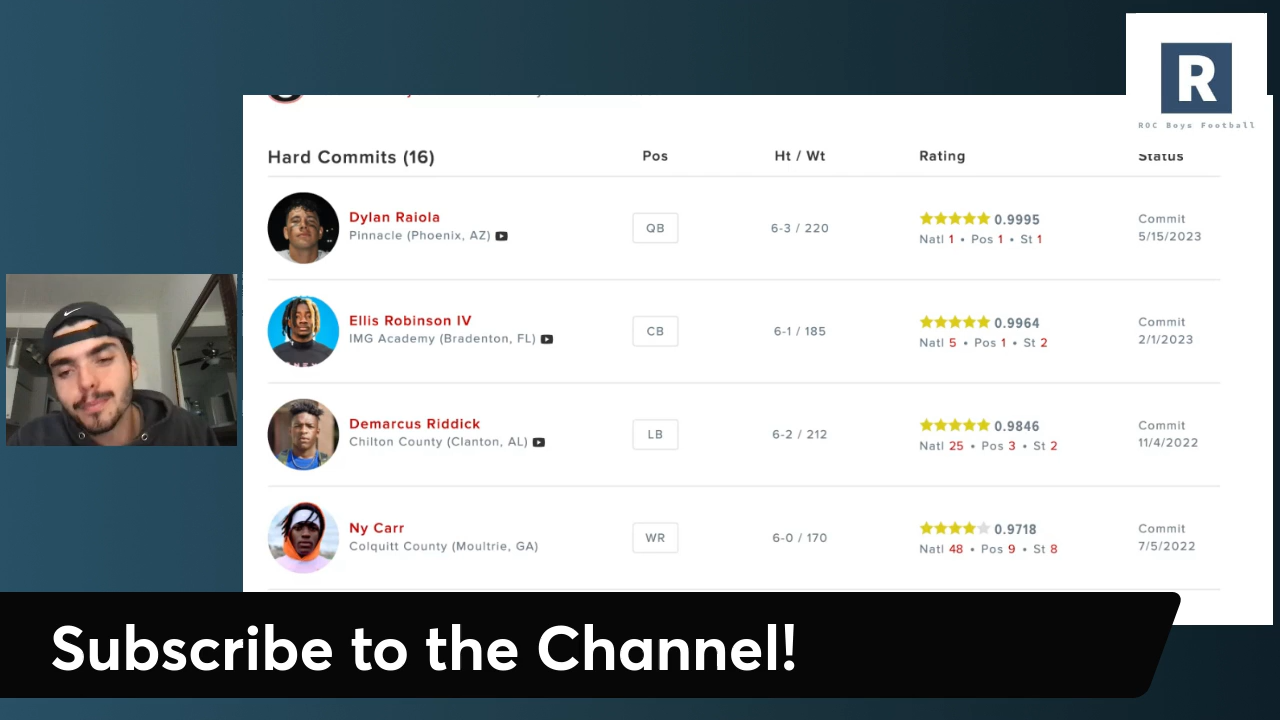 R
ROC Boys Football
Hard Commits (16) Pos Ht / Wt Rating Status
Dylan Raiola
Pinnacle (Phoenix, AZ)
QB
6-3 / 220
0.9995
Natl 1 • Pos 1 • St 1
Commit
5/15/2023
Ellis Robinson IV
IMG Academy (Bradenton, FL)
CB
6-1 / 185
0.9964
Natl 5 • Pos 1 • St 2
Commit
2/1/2023
Demarcus Riddick
Chilton County (Clanton, AL)
LB
6-2 / 212
0.9846
Natl 25 • Pos 3 • St 2
Commit
11/4/2022
Ny Carr
Colquitt County (Moultrie, GA)
WR
6-0 / 170
0.9718
Natl 48 • Pos 9 • St 8
Commit
7/5/2022
Subscribe to the Channel!